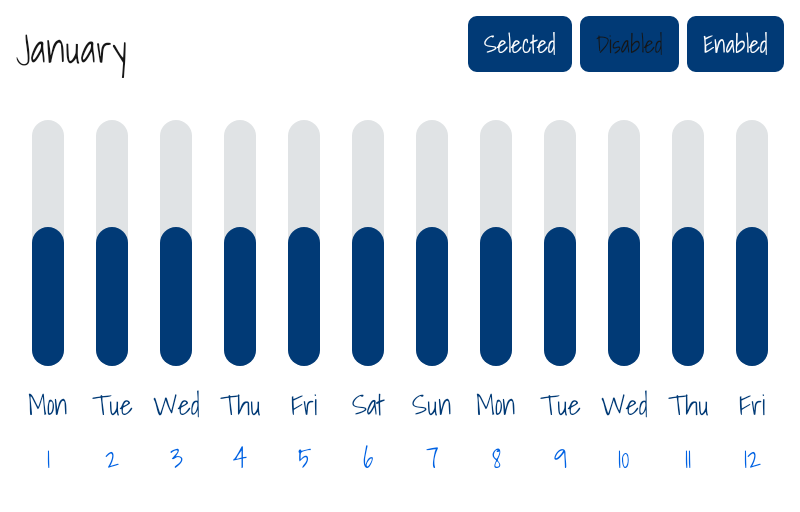 January
Selected Disabled Enabled
Mon Tue Wed Thu Fri Sat Sun Mon Tue Wed Thu Fri
1 2 3 4 5 6 7 8 9 10 11 12